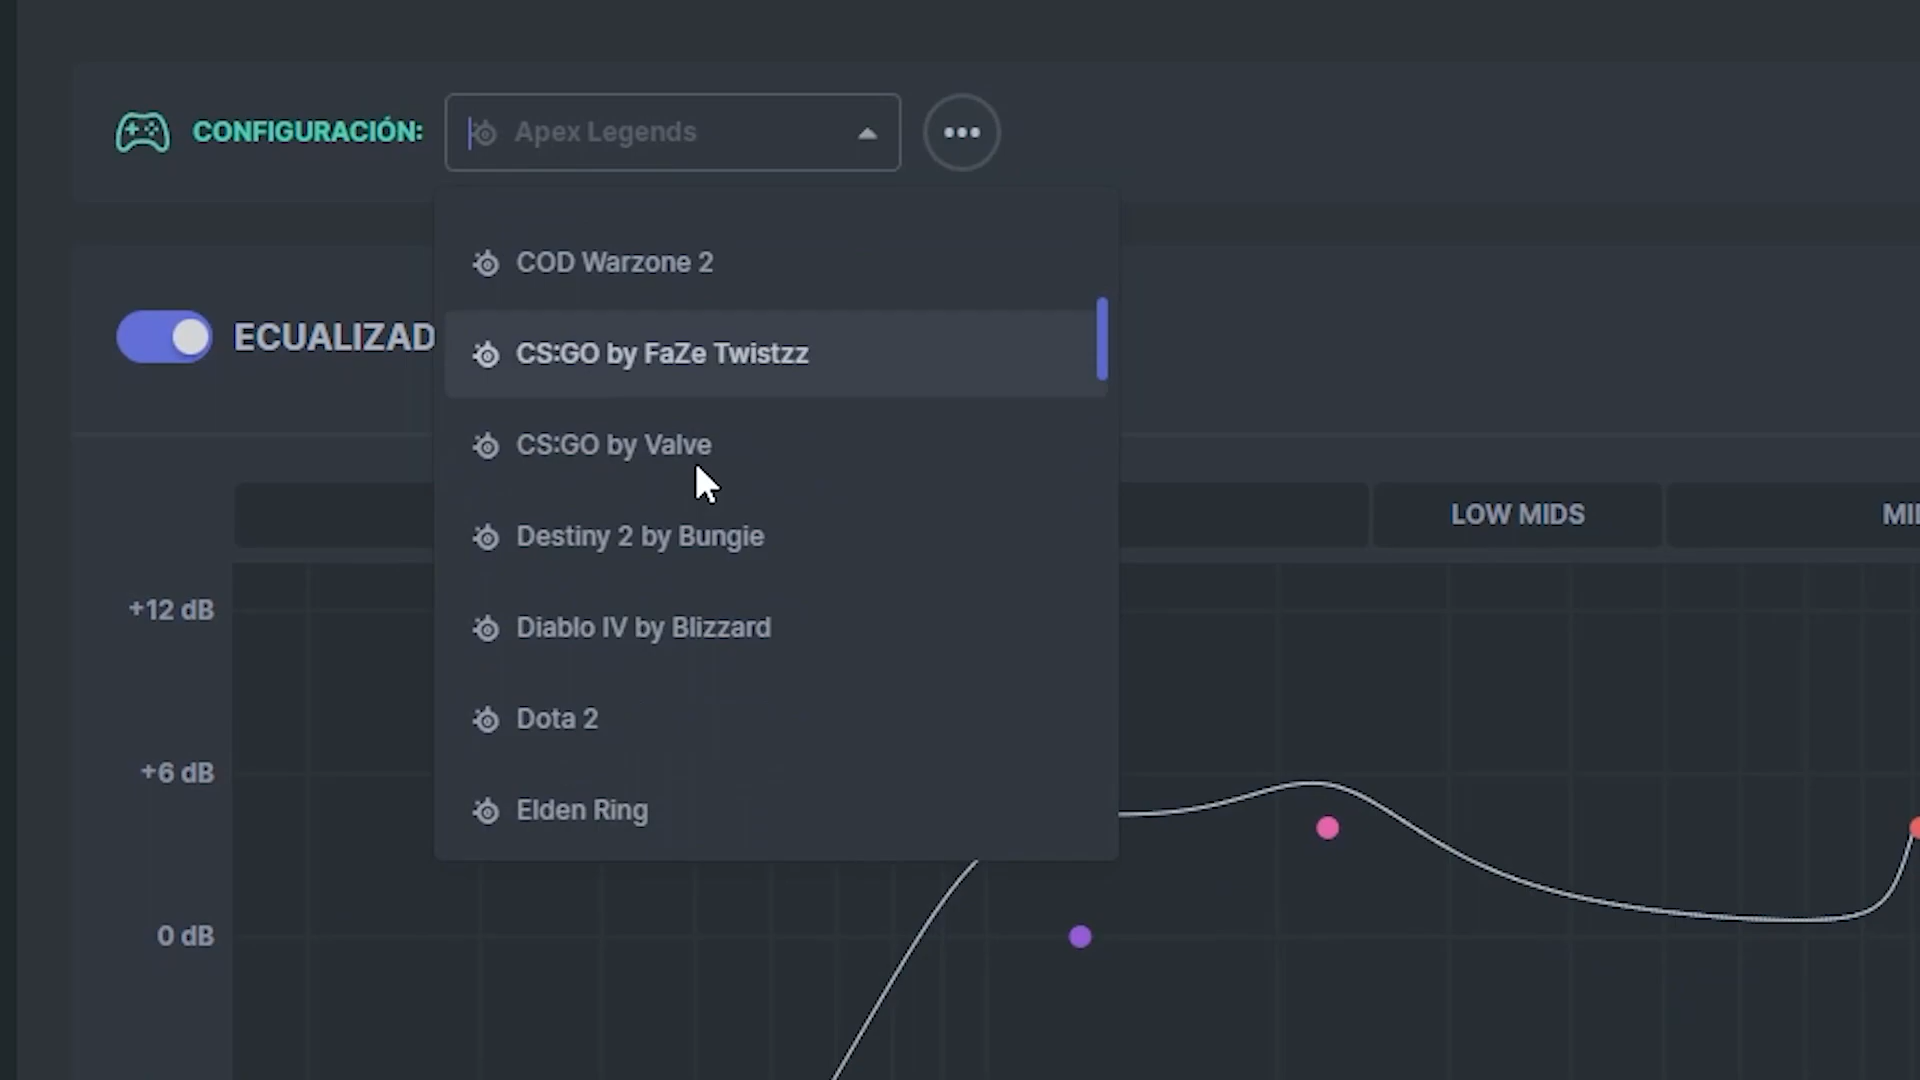 CONFIGURACIÓN:
Apex Legends
COD Warzone 2
ECUALIZAD
CS:GO by FaZe Twistzz
CS:GO by Valve
LOW MIDS
MI
Destiny 2 by Bungie
+12 dB
Diablo IV by Blizzard
Dota 2
+6 dB
Elden Ring
0 dB